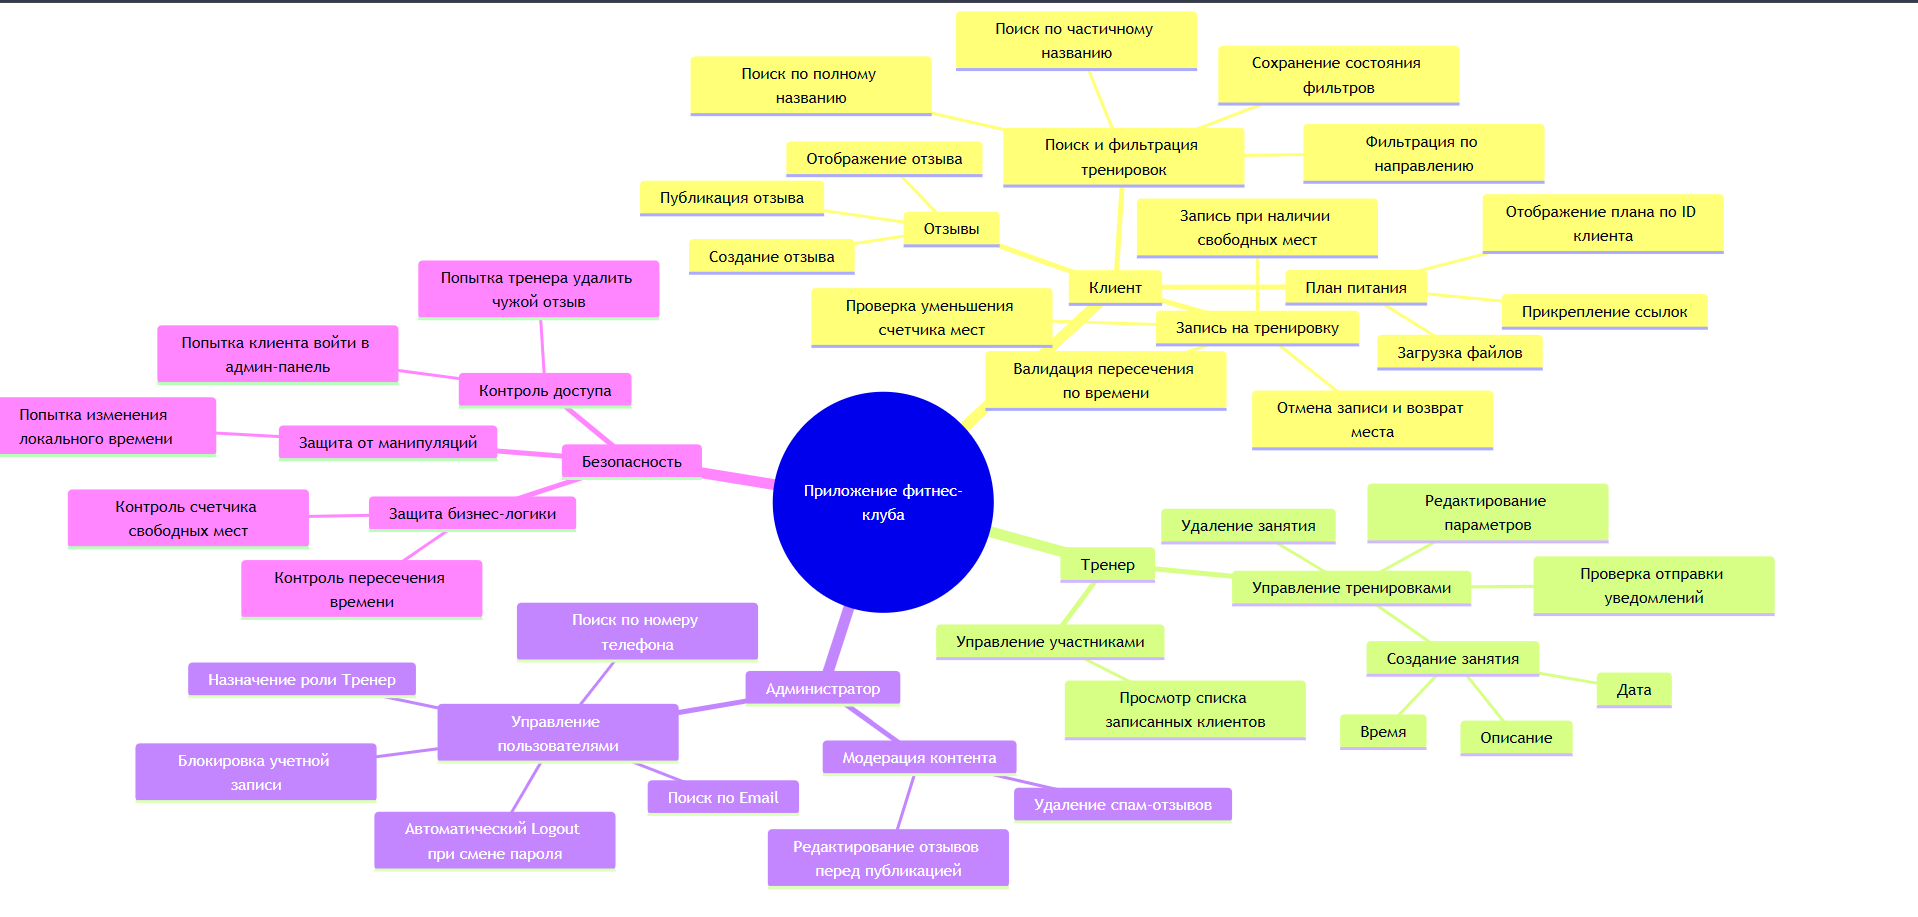 Поиск по частичному
названию
Поиск по полному
названию
Сохранение состояния
фильтров
Поиск и фильтрация
тренировок
Фильтрация по
направлению
Отображение отзыва
Публикация отзыва
Создание отзыва
Отзывы
Запись при наличии
свободных мест
Отображение плана по ID
клиента
Клиент
План питания
Прикрепление ссылок
Загрузка файлов
Проверка уменьшения
счетчика мест
Запись на тренировку
Валидация пересечения
по времени
Отмена записи и возврат
места
Попытка тренера удалить
чужой отзыв
Попытка клиента войти в
админ-панель
Контроль доступа
Попытка изменения
локального времени
Защита от манипуляций
Безопасность
Контроль счетчика
свободных мест
Защита бизнес-логики
Контроль пересечения
времени
Приложение фитнес-
клуба
Тренер
Удаление занятия
Редактирование
параметров
Управление тренировками
Проверка отправки
уведомлений
Управление участниками
Просмотр списка
записанных клиентов
Создание занятия
Дата
Время
Описание
Поиск по номеру
телефона
Назначение роли Тренер
Администратор
Управление
пользователями
Блокировка учетной
записи
Автоматический Logout
при смене пароля
Поиск по Email
Модерация контента
Удаление спам-отзывов
Редактирование отзывов
перед публикацией